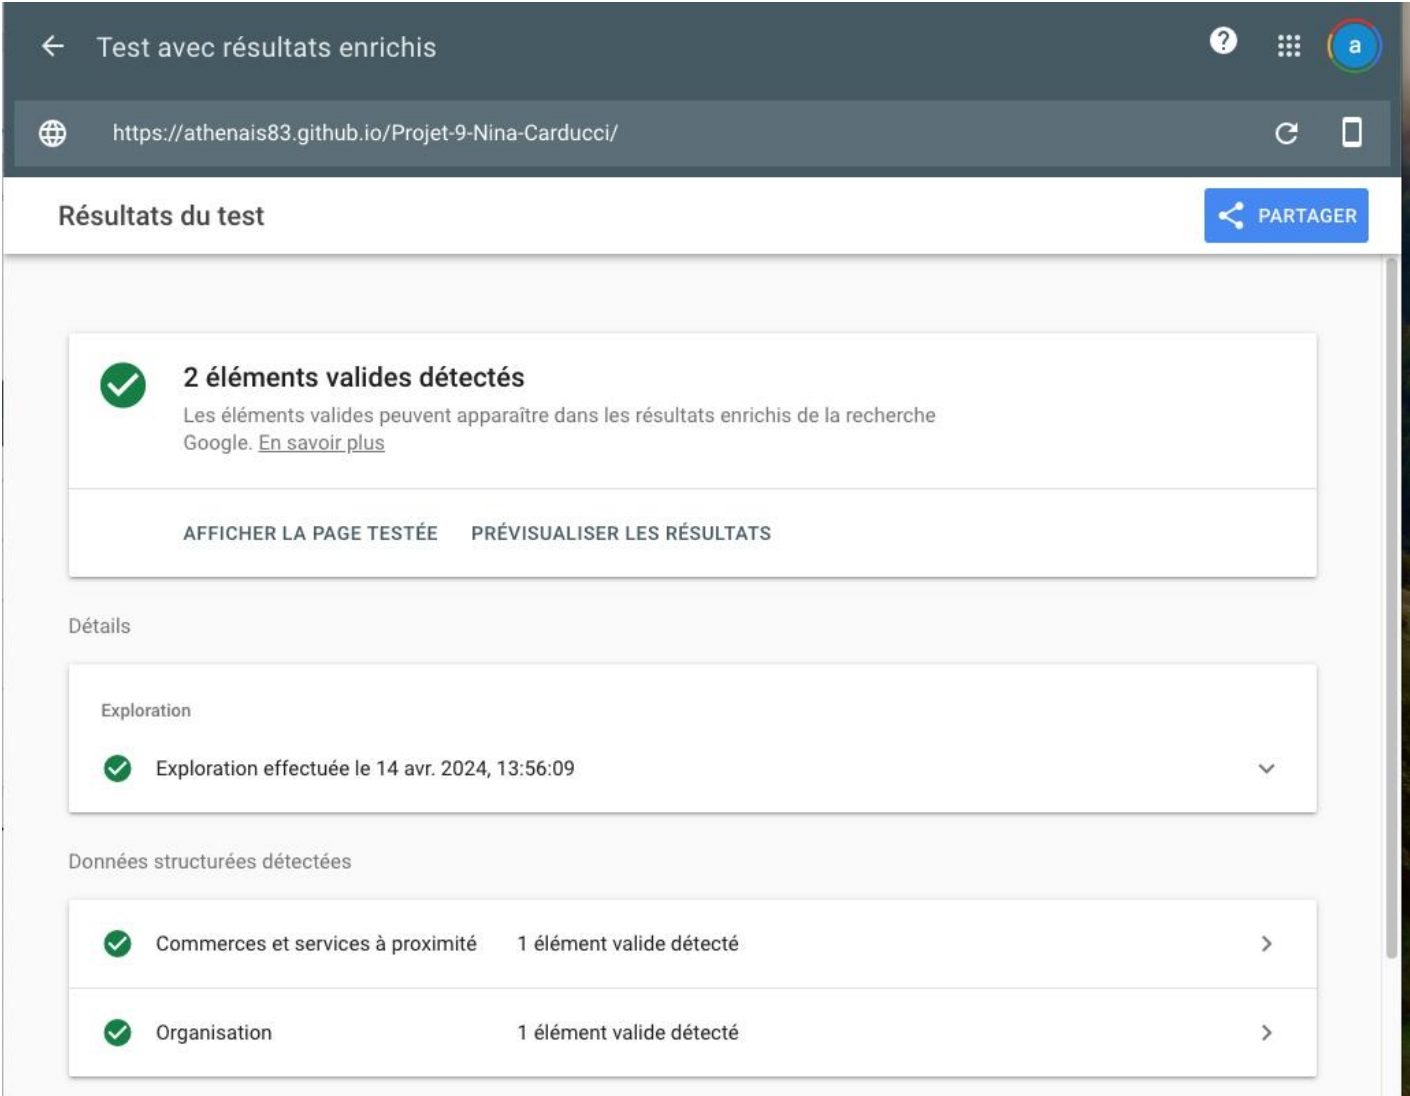 Test avec résultats enrichis
a
https://athenais83.github.io/Projet-9-Nina-Carducci/
Résultats du test
PARTAGER
2 éléments valides détectés
Les éléments valides peuvent apparaître dans les résultats enrichis de la recherche
Google. En savoir plus
AFFICHER LA PAGE TESTÉE PRÉVISUALISER LES RÉSULTATS
Détails
Exploration
Exploration effectuée le 14 avr. 2024, 13:56:09
Données structurées détectées
Commerces et services à proximité 1 élément valide détecté
Organisation 1 élément valide détecté